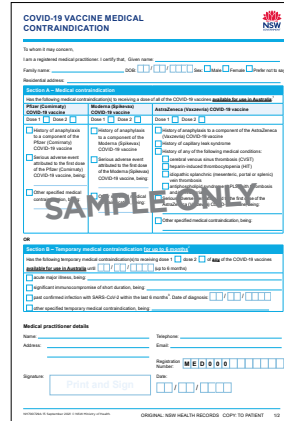 COVID-19 VACCINE MEDICAL
CONTRAINDICATION
NSW
To whom it may concern,
I am a registered medical practitioner. I certify that; Given name:
Family name: DOB: / / Sex: Male Female Prefer not to say
Residential address:
Section A – Medical contraindication
Has the following medical contraindication(s) to receiving a dose of all of the COVID-19 vaccines available for use in Australia
Pfizer (Comirnaty) COVID-19 vaccine
Moderna (Spikevax) COVID-19 vaccine
AstraZeneca (Vaxzevria) COVID-19 vaccine
Dose 1 Dose 2 Dose 1 Dose 2 Dose 1 Dose 2
History of anaphylaxis to a component of the Pfizer (Comirnaty) COVID-19 vaccine
Serious adverse event attributed to the first dose of the Pfizer (Comirnaty) COVID-19 vaccine, being:
Other specified medical contraindication, being:
History of anaphylaxis to a component of the Moderna (Spikevax) COVID-19 vaccine
Serious adverse event attributed to the first dose of the Moderna (Spikevax) COVID-19 vaccine, being:
History of anaphylaxis to a component of the AstraZeneca (Vaxzevria) COVID-19 vaccine
History of capillary leak syndrome
History of any of the following medical conditions:
cerebral venous sinus thrombosis (CVST)
heparin-induced thrombocytopenia (HIT)
idiopathic splanchnic (mesenteric, portal or splenic) vein thrombosis
Other specified medical contraindication, being:
SAMPLE ONLY
OR
Section B – Temporary medical contraindication for up to 6 months
Has the following temporary medical contraindication(s) to receiving dose 1 dose 2 of any of the COVID-19 vaccines
available for use in Australia until / / (up to 6 months)
acute major illness, being:
significant immunocompromise of short duration, being:
past confirmed infection with SARS-CoV-2 within the last 6 months. Date of diagnosis: / /
other specified temporary contraindication, being:
Medical practitioner details
Name: Telephone:
Address: Email:
Registration Number: M E D 0 0 0
Signature: Print and Sign Date: / /
ORIGINAL: NSW HEALTH RECORDS COPY TO PATIENT 1/2